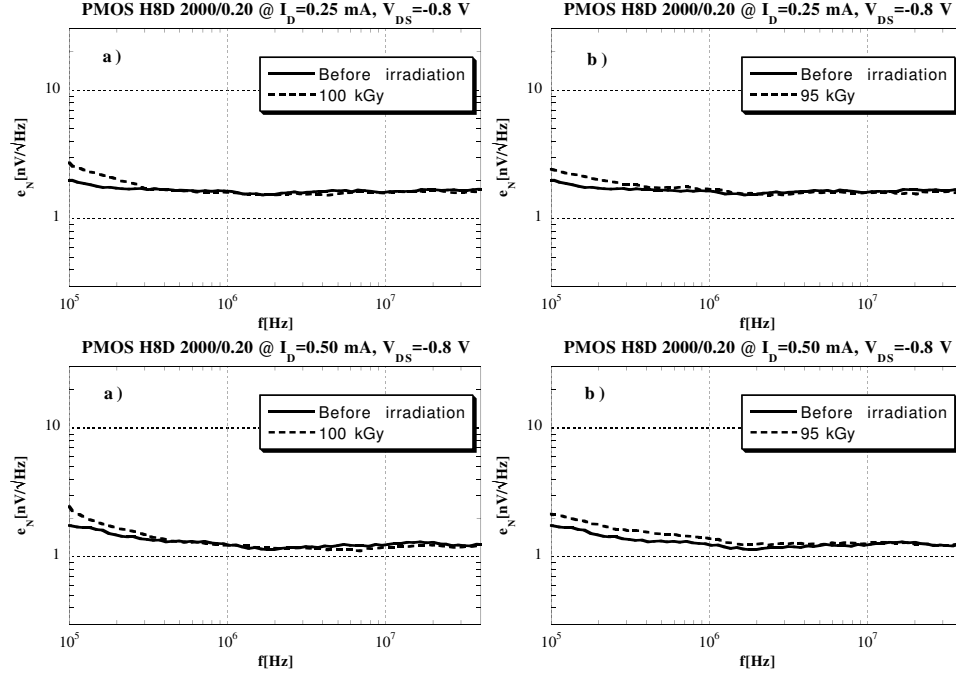 PMOS H8D 2000/0.20 @ I_D=0.25 mA, V_DS=-0.8 V
a )
Before irradiation
100 kGy
10
1
e_N [nV/√Hz]
10^5
10^6
10^7
f[Hz]
PMOS H8D 2000/0.20 @ I_D=0.25 mA, V_DS=-0.8 V
b )
Before irradiation
95 kGy
10
1
e_N [nV/√Hz]
10^5
10^6
10^7
f[Hz]
PMOS H8D 2000/0.20 @ I_D=0.50 mA, V_DS=-0.8 V
a )
Before irradiation
100 kGy
10
1
e_N [nV/√Hz]
10^5
10^6
10^7
f[Hz]
PMOS H8D 2000/0.20 @ I_D=0.50 mA, V_DS=-0.8 V
b )
Before irradiation
95 kGy
10
1
e_N [nV/√Hz]
10^5
10^6
10^7
f[Hz]